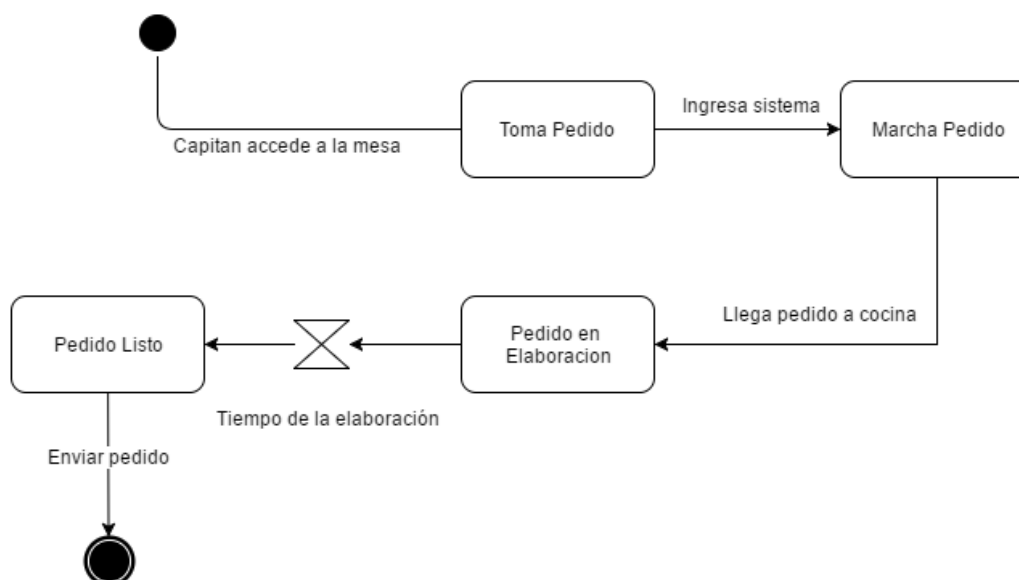 Capitan accede a la mesa
Toma Pedido
Ingresa sistema
Marcha Pedido
Llega pedido a cocina
Pedido en
Elaboracion
Tiempo de la elaboración
Pedido Listo
Enviar pedido